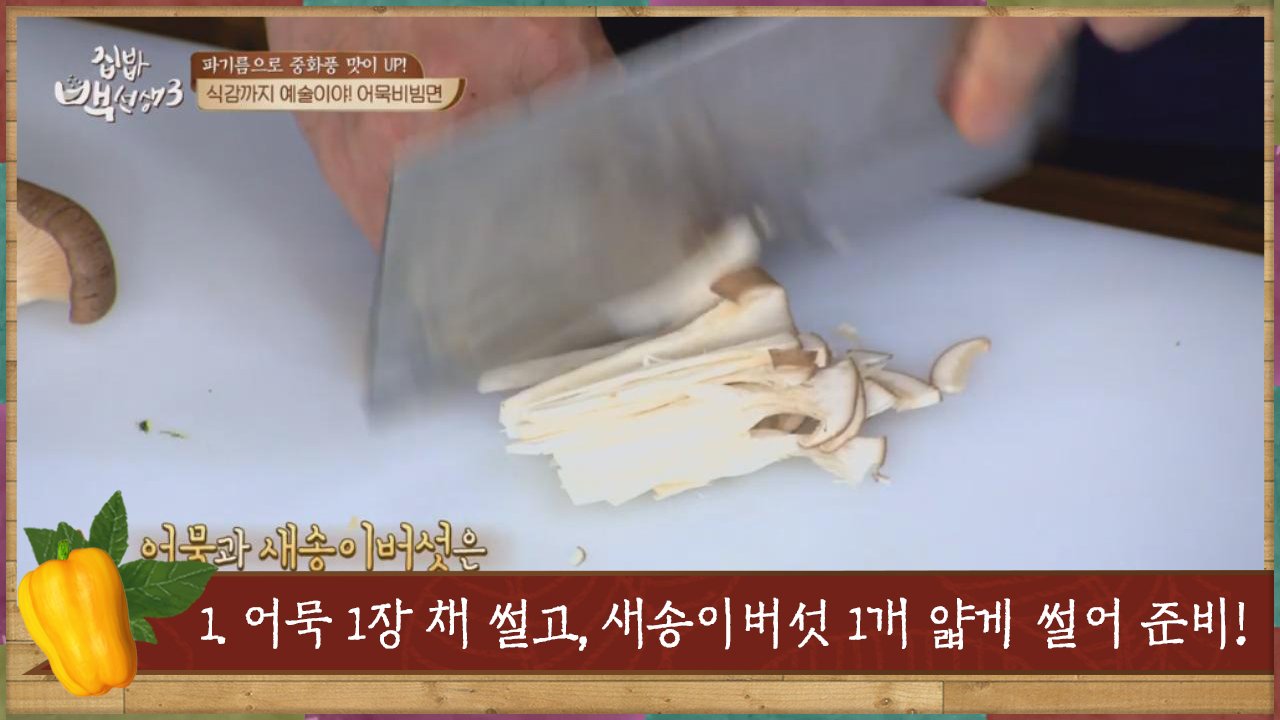 집밥
백선생3
파기름으로 중화풍 맛이 UP!
식감까지 예술이야! 어묵비빔면
어묵과 새송이버섯은
1. 어묵 1장 채 썰고, 새송이버섯 1개 얇게 썰어 준비!